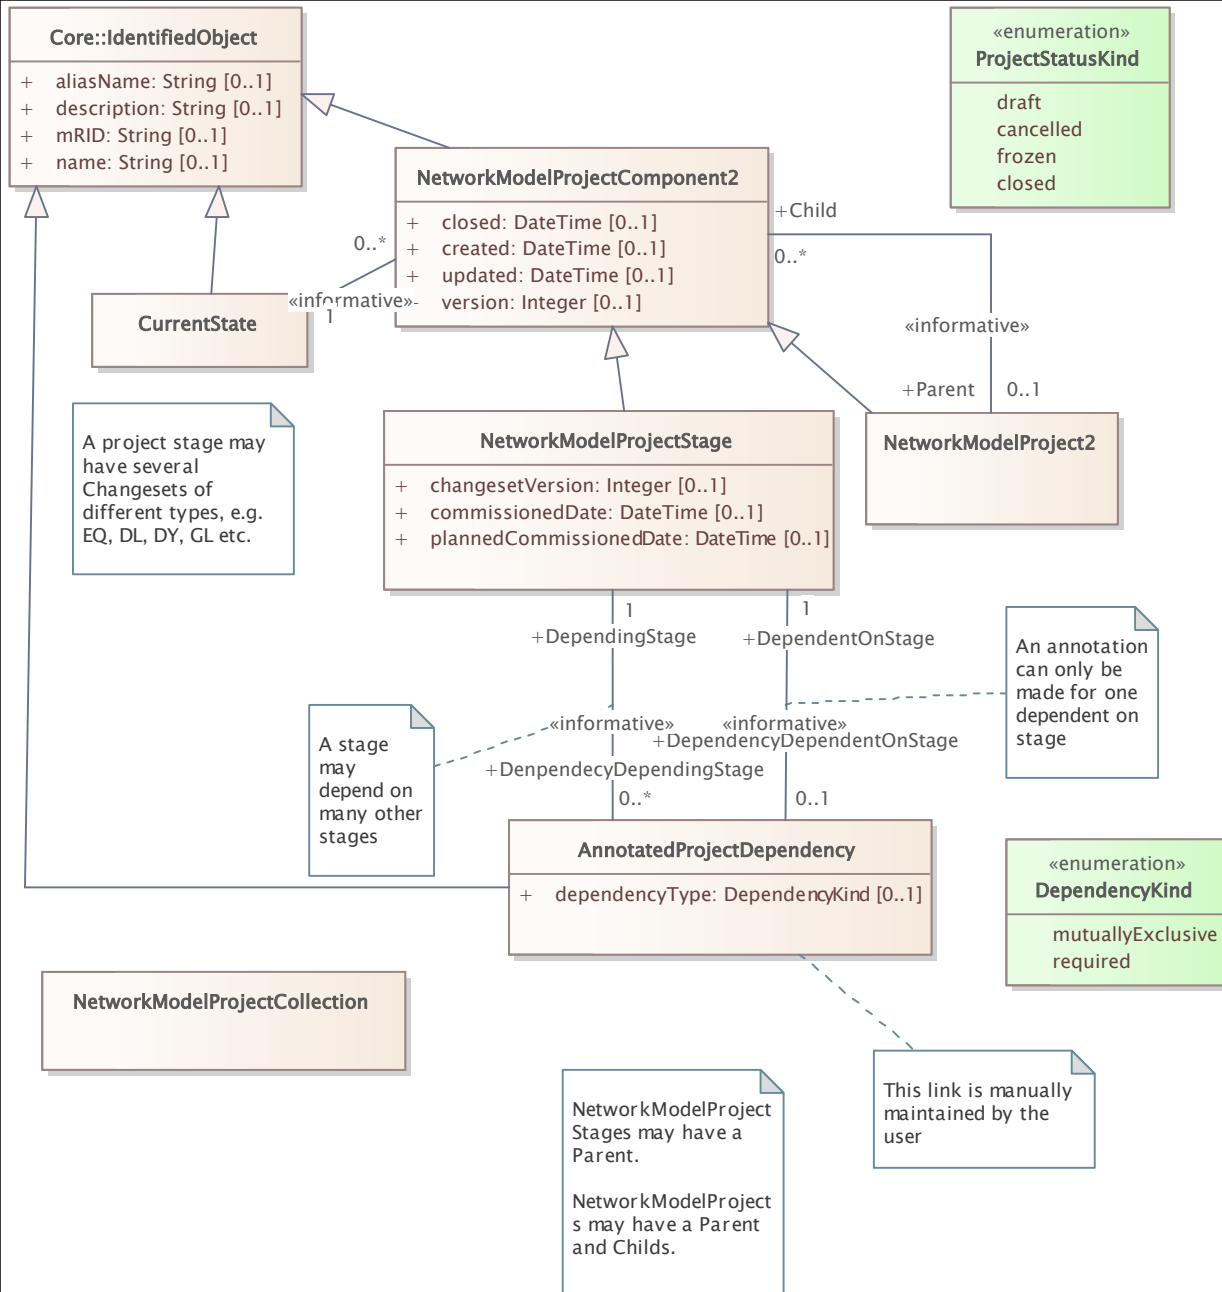 Core::IdentifiedObject
+ aliasName: String [0..1]
+ description: String [0..1]
+ mRID: String [0..1]
+ name: String [0..1]
«enumeration»
ProjectStatusKind
draft
cancelled
frozen
closed
NetworkModelProjectComponent2
+ closed: DateTime [0..1]
+ created: DateTime [0..1]
+ updated: DateTime [0..1]
version: Integer [0..1]
+Child
0..*
0..*
«informative»
1
CurrentState
«informative»
+Parent
0..1
NetworkModelProjectStage
+ changesetVersion: Integer [0..1]
+ commissionedDate: DateTime [0..1]
+ plannedCommissionedDate: DateTime [0..1]
NetworkModelProject2
A project stage may
have several
Changesets of
different types, e.g.
EQ, DL, DY, GL etc.
1
+DependingStage
1
+DependentOnStage
An annotation
can only be
made for one
dependent on
stage
A stage
may
depend on
many other
stages
«informative»
«informative»
+DependencyDependentOnStage
+DenpendecyDependingStage
0..*
0..1
AnnotatedProjectDependency
+ dependencyType: DependencyKind [0..1]
«enumeration»
DependencyKind
mutuallyExclusive
required
NetworkModelProjectCollection
This link is manually
maintained by the
user
NetworkModelProject
Stages may have a
Parent.
NetworkModelProject
s may have a Parent
and Childs.